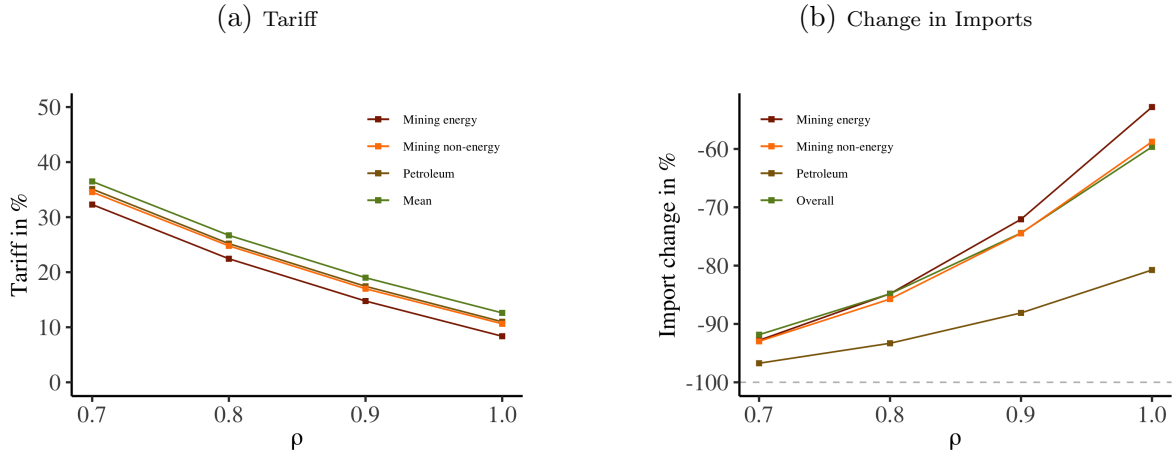 (a) Tariff
Tariff in %
50
40
30
20
10
0
0.7 0.8 0.9 1.0
ρ
Mining energy
Mining non-energy
Petroleum
Mean
(b) Change in Imports
Import change in %
-60
-70
-80
-90
-100
0.7 0.8 0.9 1.0
ρ
Mining energy
Mining non-energy
Petroleum
Overall